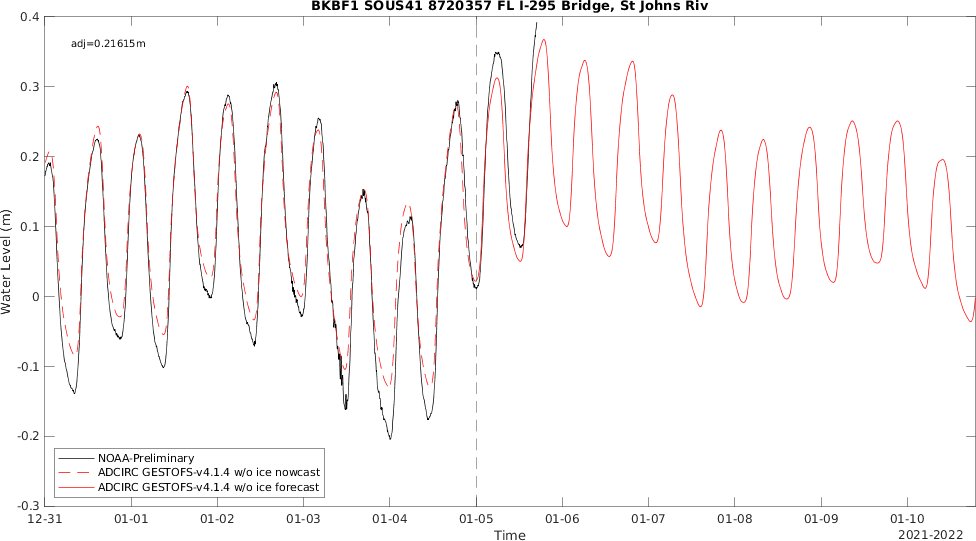 BKBF1 SOUS41 8720357 FL I-295 Bridge, St Johns Riv
adj=0.21615m
0.4
0.3
0.2
0.1
0
-0.1
-0.2
-0.3
Water Level (m)
NOAA-Preliminary
ADCIRC GESTOFS-v4.1.4 w/o ice nowcast
ADCIRC GESTOFS-v4.1.4 w/o ice forecast
12-31 01-01 01-02 01-03 01-04 01-05 01-06 01-07 01-08 01-09 01-10
Time
2021-2022